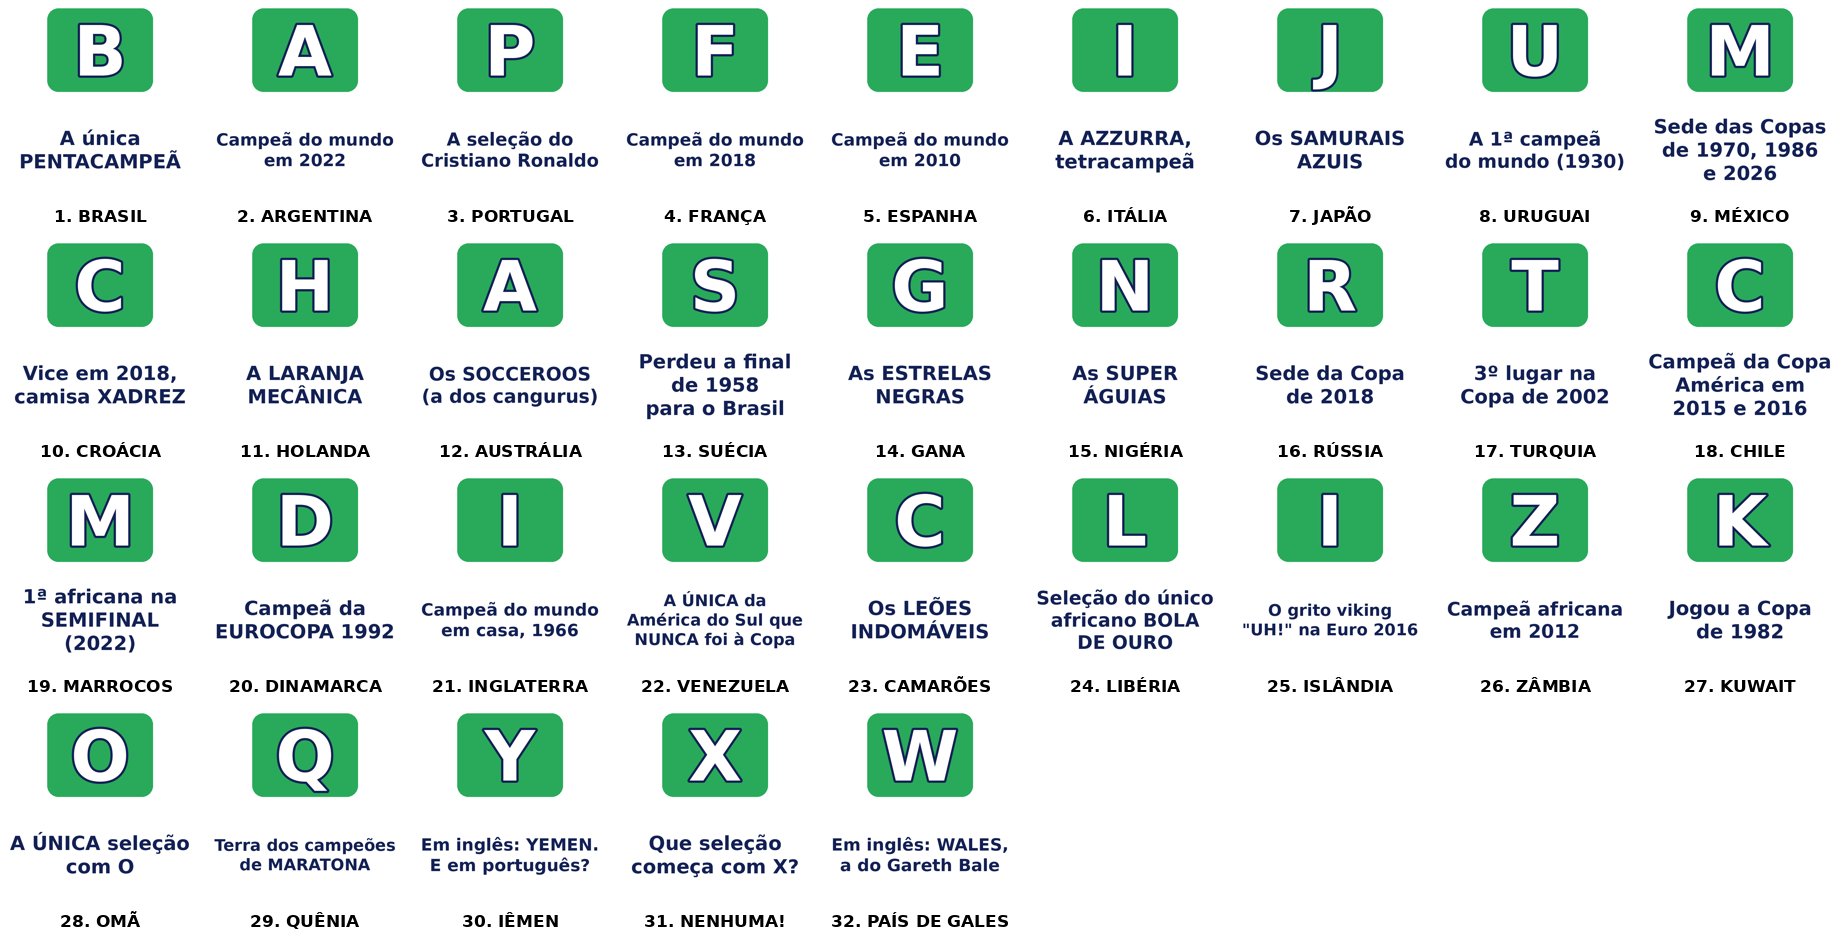 B
A
P
F
E
I
J
U
M
A única
PENTACAMPEÃ
Campeã do mundo
em 2022
A seleção do
Cristiano Ronaldo
Campeã do mundo
em 2018
Campeã do mundo
em 2010
A AZZURRA,
tetracampeã
Os SAMURAIS
AZUIS
A 1ª campeã
do mundo (1930)
Sede das Copas
de 1970, 1986
e 2026
1. BRASIL
2. ARGENTINA
3. PORTUGAL
4. FRANÇA
5. ESPANHA
6. ITÁLIA
7. JAPÃO
8. URUGUAI
9. MÉXICO
C
H
A
S
G
N
R
T
C
Vice em 2018,
camisa XADREZ
A LARANJA
MECÂNICA
Os SOCCEROOS
(a dos cangurus)
Perdeu a final
de 1958
para o Brasil
As ESTRELAS
NEGRAS
As SUPER
ÁGUIAS
Sede da Copa
de 2018
3º lugar na
Copa de 2002
Campeã da Copa
América em
2015 e 2016
10. CROÁCIA
11. HOLANDA
12. AUSTRÁLIA
13. SUÉCIA
14. GANA
15. NIGÉRIA
16. RÚSSIA
17. TURQUIA
18. CHILE
M
D
I
V
C
L
I
Z
K
1ª africana na
SEMIFINAL
(2022)
Campeã da
EUROCOPA 1992
Campeã do mundo
em casa, 1966
A ÚNICA da
América do Sul que
NUNCA foi à Copa
Os LEÕES
INDOMÁVEIS
Seleção do único
africano BOLA
DE OURO
O grito viking
"UH!" na Euro 2016
Campeã africana
em 2012
Jogou a Copa
de 1982
19. MARROCOS
20. DINAMARCA
21. INGLATERRA
22. VENEZUELA
23. CAMARÕES
24. LIBÉRIA
25. ISLÂNDIA
26. ZÂMBIA
27. KUWAIT
O
Q
Y
X
W
A ÚNICA seleção
com O
Terra dos campeões
de MARATONA
Em inglês: YEMEN.
E em português?
Que seleção
começa com X?
Em inglês: WALES,
a do Gareth Bale
28. OMÃ
29. QUÊNIA
30. IÊMEN
31. NENHUMA!
32. PAÍS DE GALES